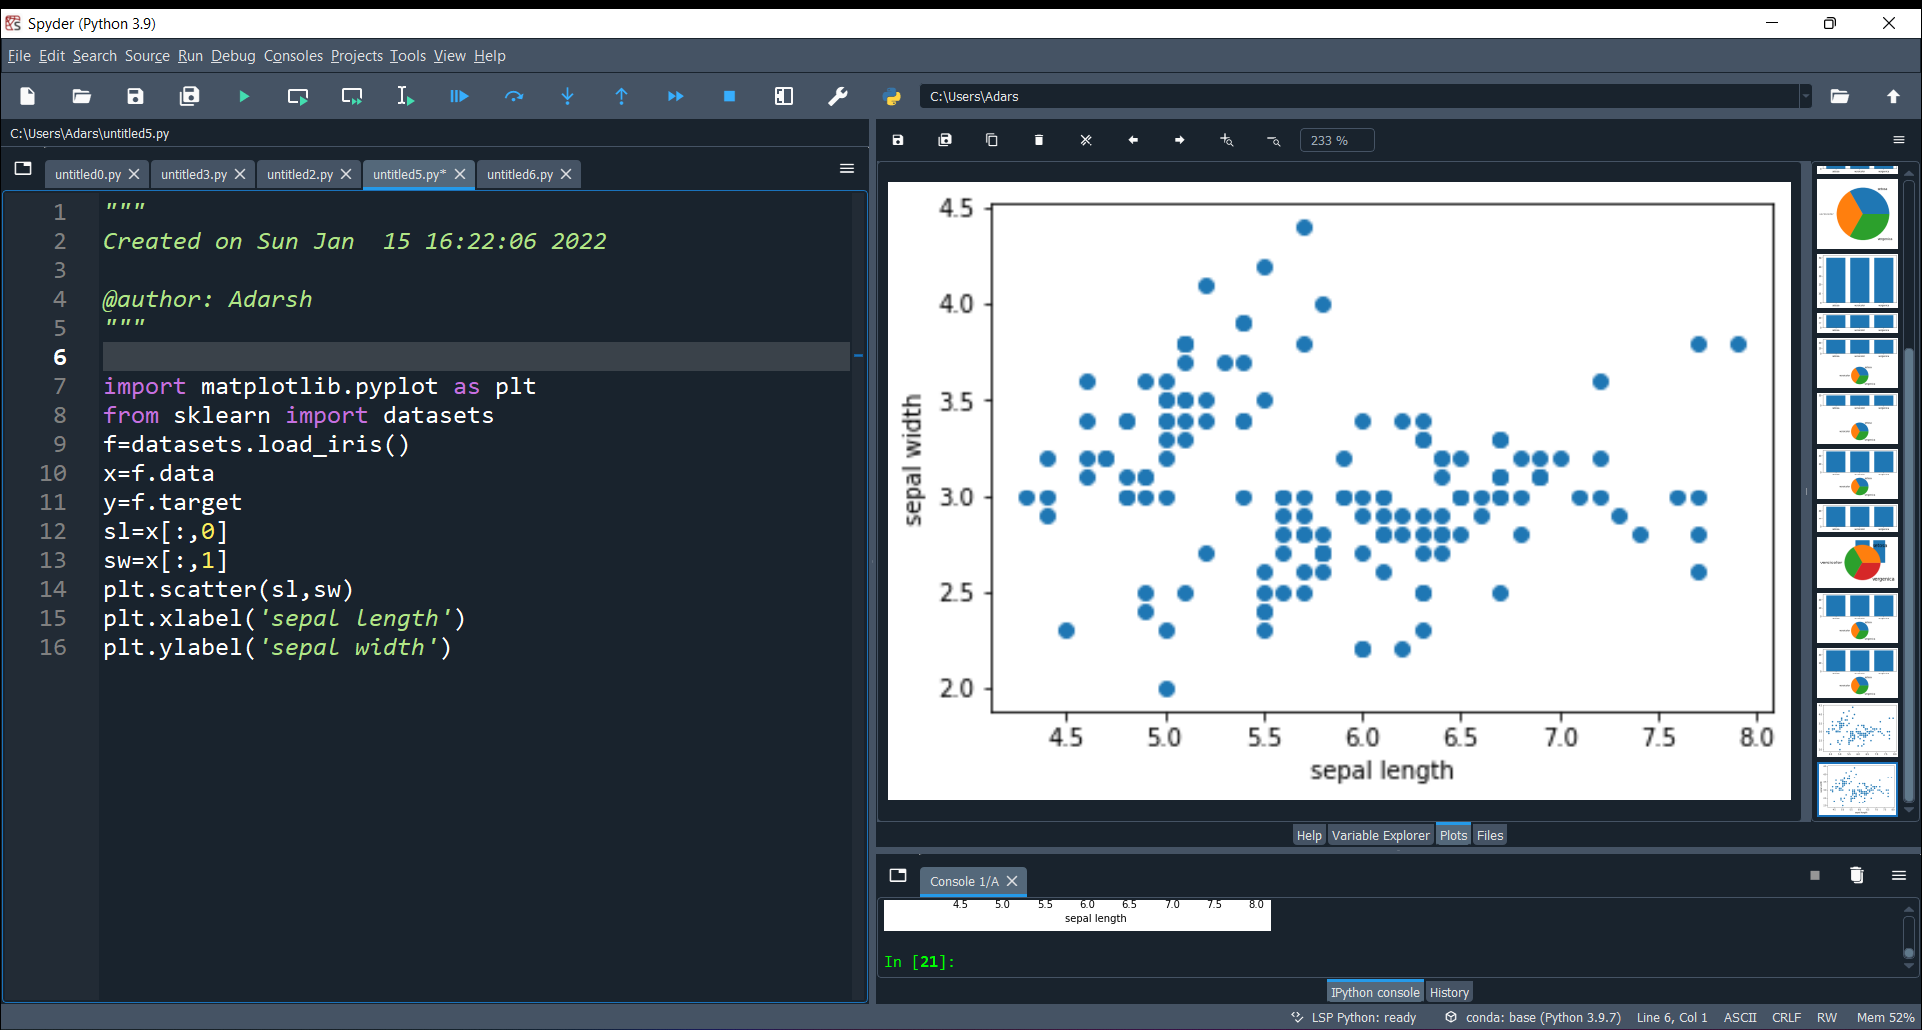 Spyder (Python 3.9)
File Edit Search Source Run Debug Consoles Projects Tools View Help
C:\Users\Adars
C:\Users\Adars\untitled5.py
untitled0.py
untitled3.py
untitled2.py
untitled5.py*
untitled6.py
1 """
2 Created on Sun Jan  15 16:22:06 2022
3
4 @author: Adarsh
5 """
6
7 import matplotlib.pyplot as plt
8 from sklearn import datasets
9 f=datasets.load_iris()
10 x=f.data
11 y=f.target
12 sl=x[:,0]
13 sw=x[:,1]
14 plt.scatter(sl,sw)
15 plt.xlabel('sepal length')
16 plt.ylabel('sepal width')
233 %
4.5
4.0
3.5
3.0
2.5
2.0
sepal width
4.5 5.0 5.5 6.0 6.5 7.0 7.5 8.0
sepal length
Help Variable Explorer Plots Files
Console 1/A
4.5 5.0 5.5 6.0 6.5 7.0 7.5 8.0
sepal length
In [21]:
IPython console History
LSP Python: ready conda: base (Python 3.9.7) Line 6, Col 1 ASCII CRLF RW Mem 52%